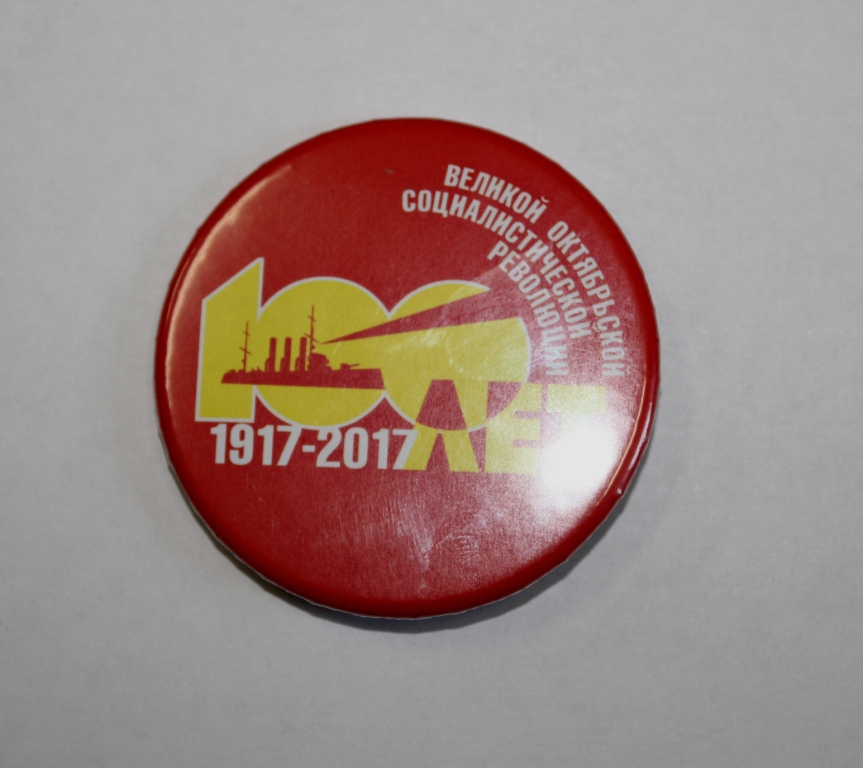 ВЕЛИКОЙ ОКТЯБРЬСКОЙ
СОЦИАЛИСТИЧЕСКОЙ
РЕВОЛЮЦИИ
100
ЛЕТ
1917-2017